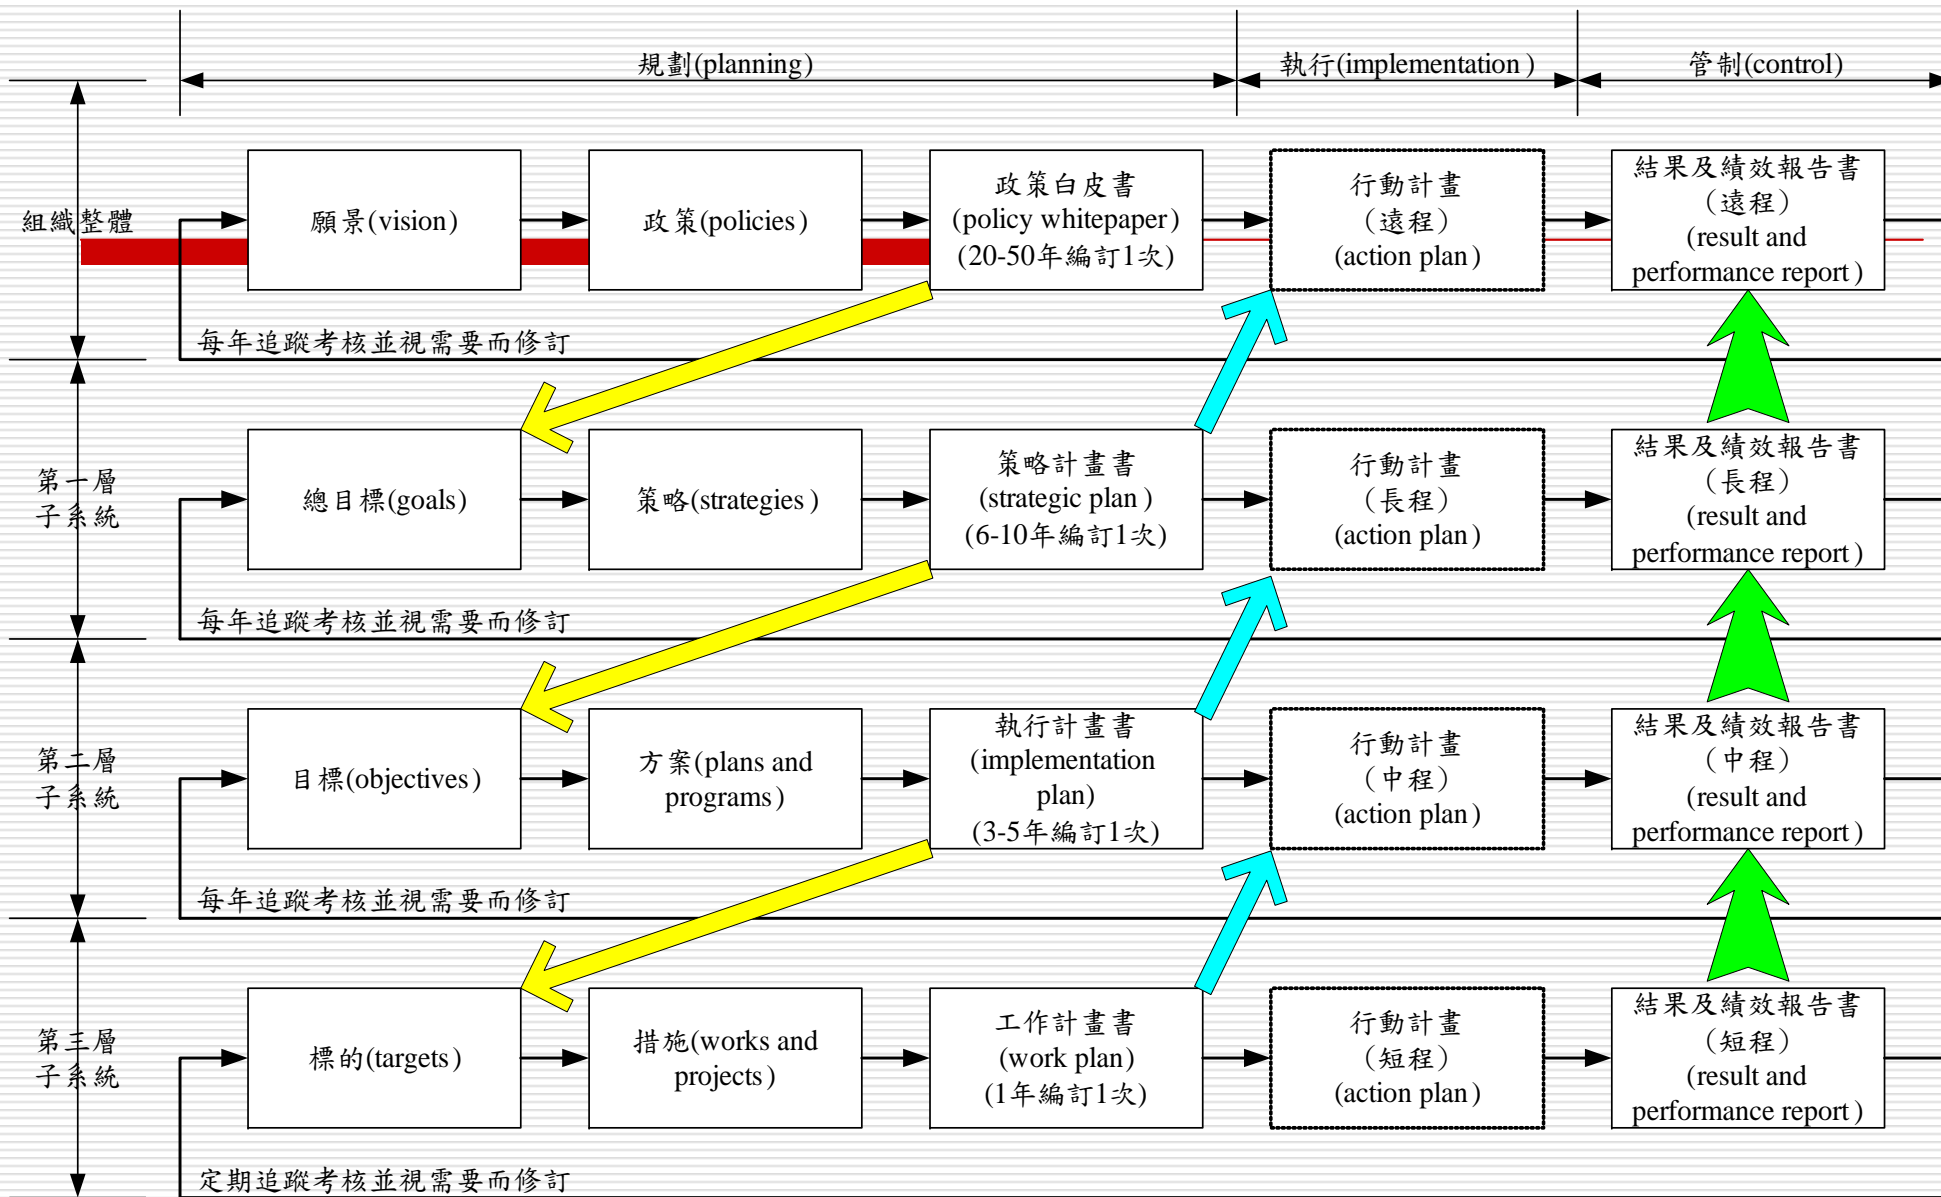 規劃(planning)
執行(implementation )
管制(control)
組織整體
願景(vision)
政策(policies)
政策白皮書
(policy whitepaper)
(20-50年編訂1次)
行動計畫
（遠程）
(action plan )
結果及績效報告書
（遠程）
(result and
performance report )
每年追蹤考核並視需要而修訂
第一層
子系統
總目標(goals)
策略(strategies )
策略計畫書
(strategic plan )
(6-10年編訂1次)
行動計畫
（長程）
(action plan )
結果及績效報告書
（長程）
(result and
performance report )
每年追蹤考核並視需要而修訂
第二層
子系統
目標(objectives)
方案(plans and
programs)
執行計畫書
(implementation
plan)
(3-5年編訂1次)
行動計畫
（中程）
(action plan )
結果及績效報告書
（中程）
(result and
performance report )
每年追蹤考核並視需要而修訂
第三層
子系統
標的(targets)
措施(works and
projects)
工作計畫書
(work plan)
(1年編訂1次)
行動計畫
（短程）
(action plan )
結果及績效報告書
（短程）
(result and
performance report )
定期追蹤考核並視需要而修訂